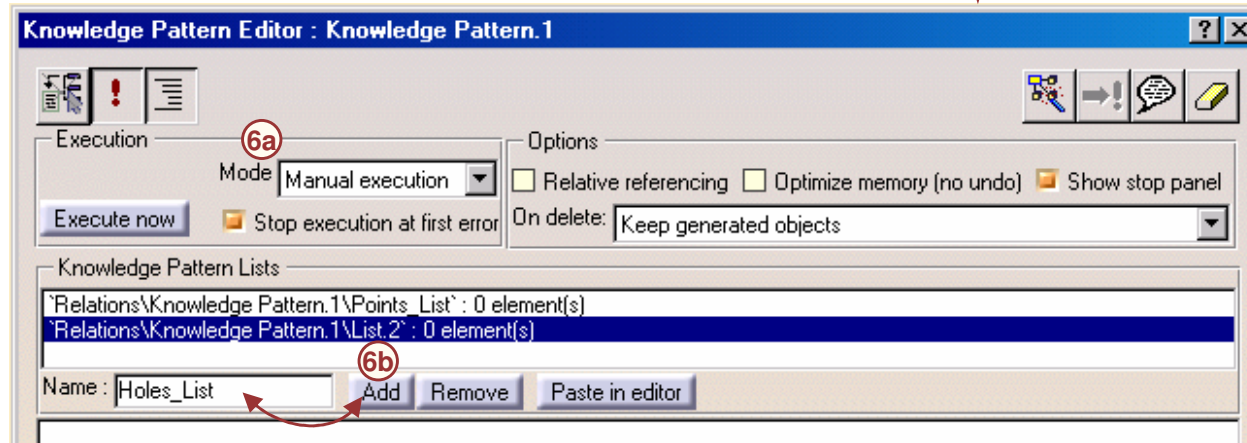 Knowledge Pattern Editor : Knowledge Pattern.1
Execution
6a
Mode Manual execution
Execute now
Stop execution at first error
Options
Relative referencing Optimize memory (no undo) Show stop panel
On delete: Keep generated objects
Knowledge Pattern Lists
`Relations\Knowledge Pattern.1\Points_List` : 0 element(s)
`Relations\Knowledge Pattern.1\List.2` : 0 element(s)
6b
Name : Holes_List Add Remove Paste in editor